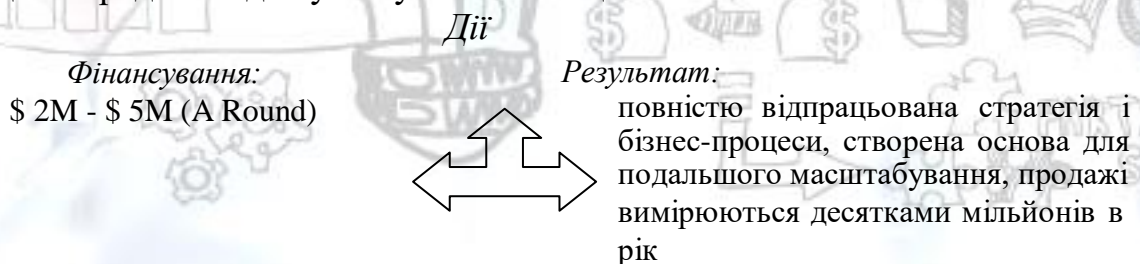 Дії
Фінансування:
$ 2M - $ 5M (A Round)
Результат:
повністю відпрацьована стратегія і
бізнес-процеси, створена основа для
подальшого масштабування, продажі
вимірюються десятками мільйонів в
рік